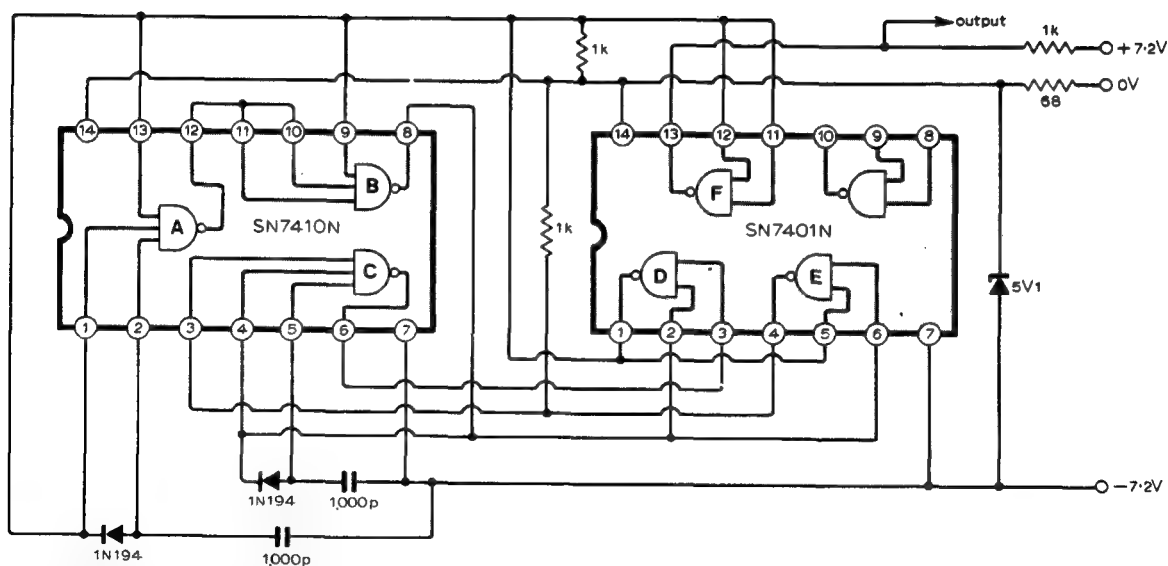 output
1k
+7·2V
1k
68
0V
14 13 12 11 10 9 8
14 13 12 11 10 9 8
A
B
C
SN7410N
1k
F
SN7401N
D
E
5V1
1 2 3 4 5 6 7
1 2 3 4 5 6 7
1N194
1,000p
-7·2V
1N194
1,000p